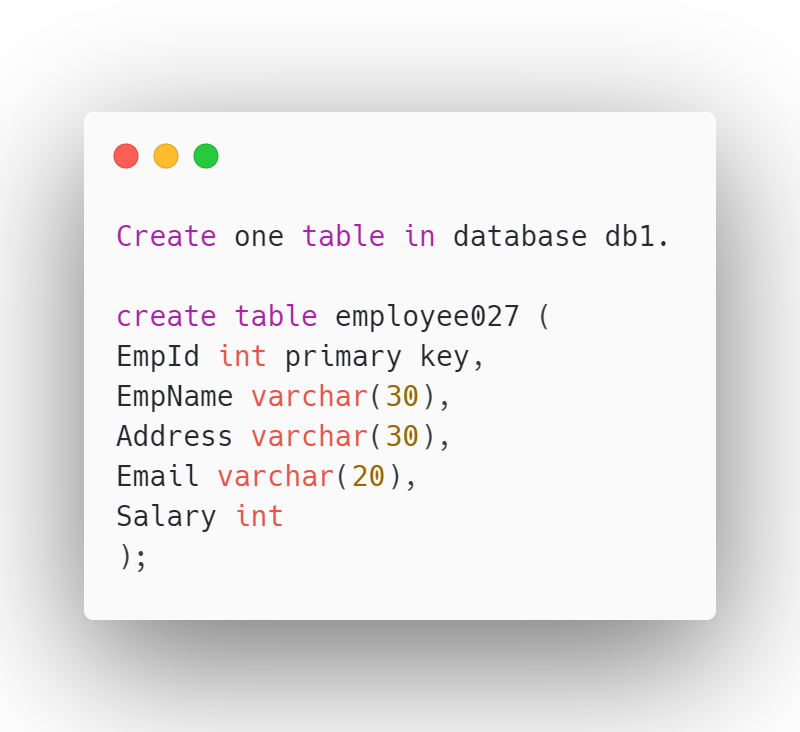 Create one table in database db1.
create table employee027 (
EmpId int primary key,
EmpName varchar(30),
Address varchar(30),
Email varchar(20),
Salary int
);